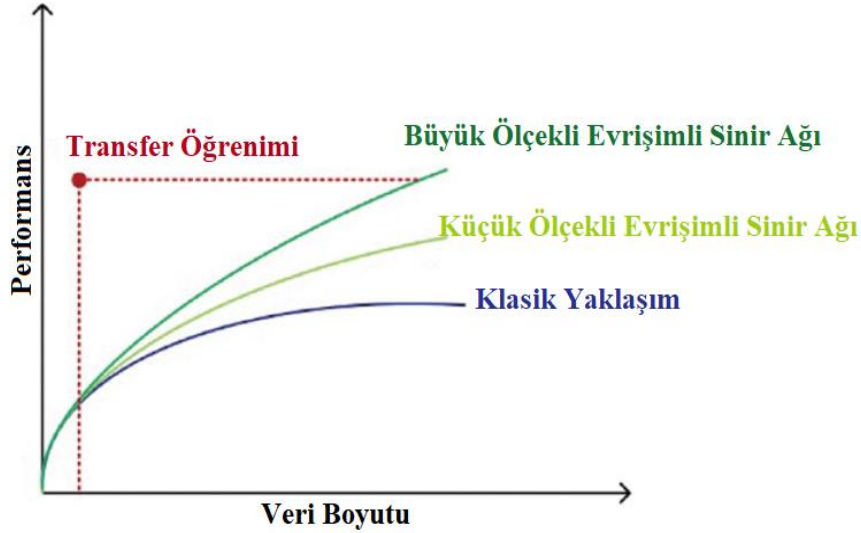 Büyük Ölçekli Evrişimli Sinir Ağı
Transfer Öğrenimi
Küçük Ölçekli Evrişimli Sinir Ağı
Performans
Klasik Yaklaşım
Veri Boyutu